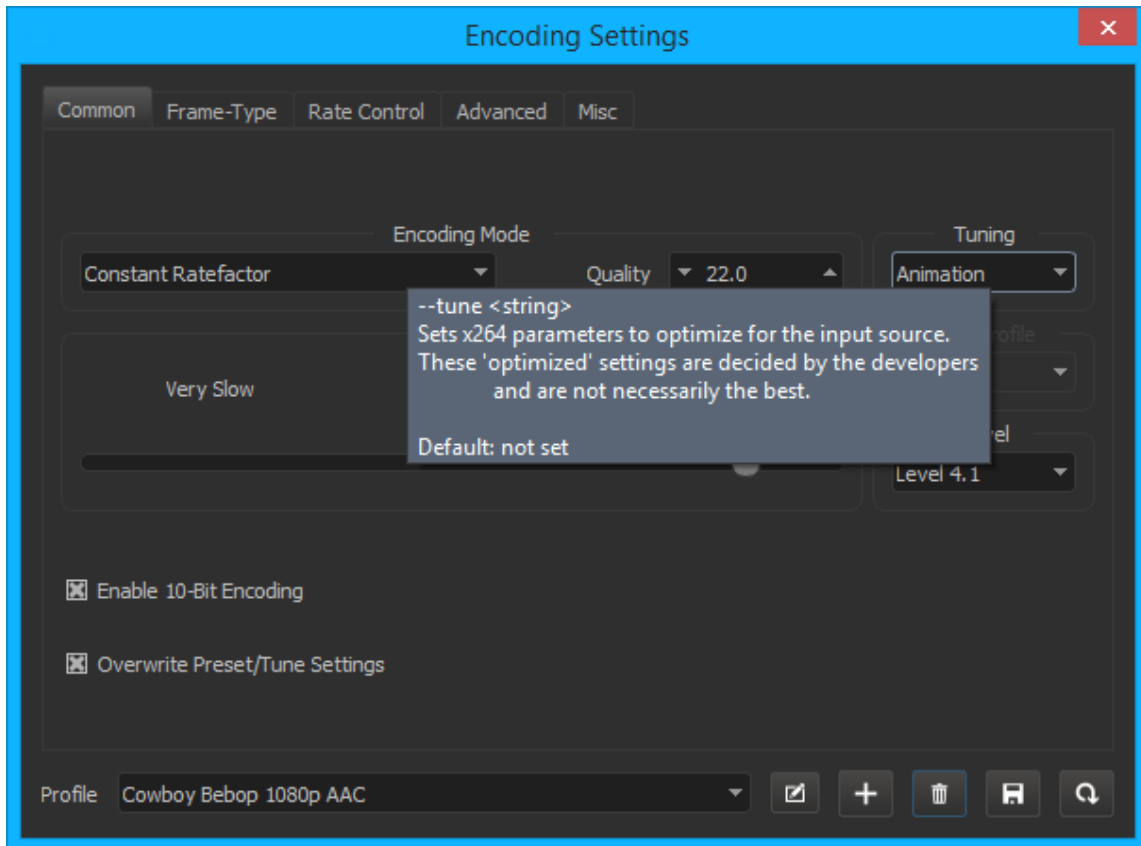 Encoding Settings
Common Frame-Type Rate Control Advanced Misc
Encoding Mode
Tuning
Constant Ratefactor
Quality 22.0
Animation
--tune <string>
Sets x264 parameters to optimize for the input source.
These 'optimized' settings are decided by the developers
and are not necessarily the best.
Default: not set
Very Slow
Level 4.1
Enable 10-Bit Encoding
Overwrite Preset/Tune Settings
Profile Cowboy Bebop 1080p AAC